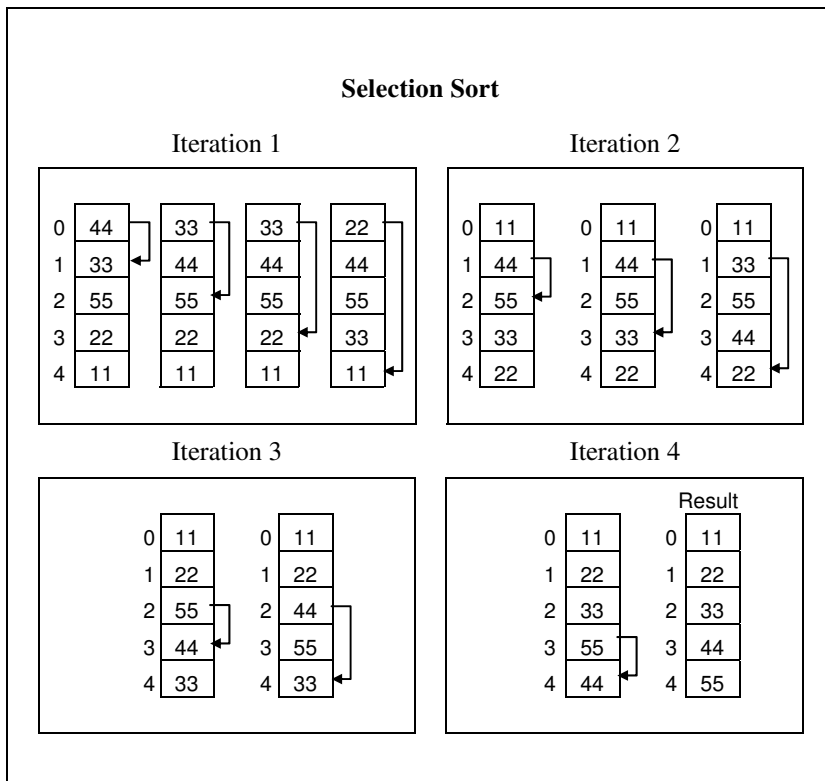 Selection Sort
Iteration 1
Iteration 2
0 44 33 33 22
1 33 44 44 44
2 55 55 55 55
3 22 22 22 33
4 11 11 11 11
0 11 0 11 0 11
1 44 1 44 1 33
2 55 2 55 2 55
3 33 3 33 3 44
4 22 4 22 4 22
Iteration 3
Iteration 4
0 11 0 11
1 22 1 22
2 55 2 44
3 44 3 55
4 33 4 33
Result
0 11 0 11
1 22 1 22
2 33 2 33
3 55 3 44
4 44 4 55